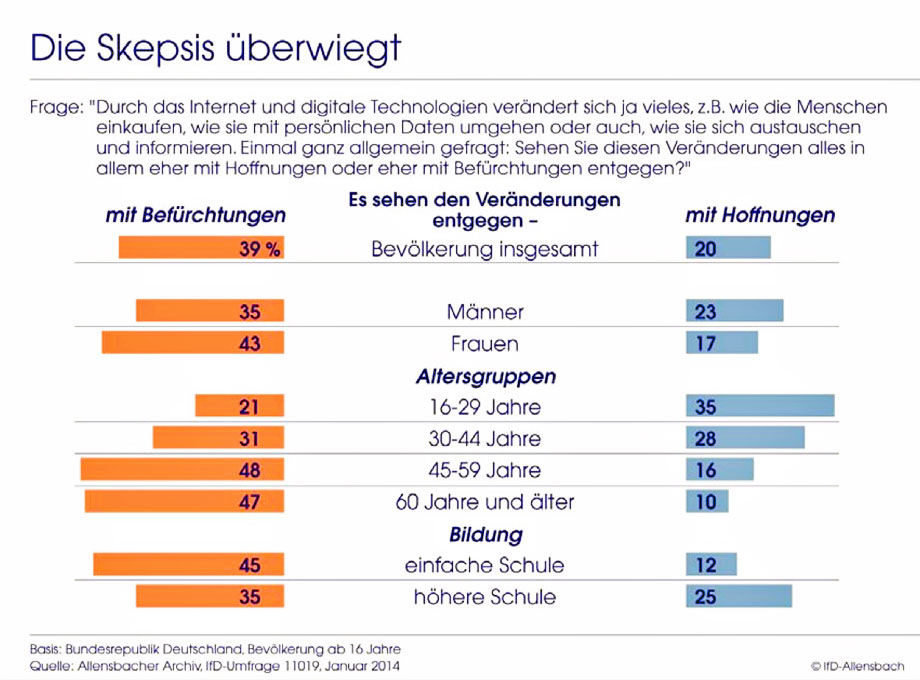 Die Skepsis überwiegt
Frage: "Durch das Internet und digitale Technologien verändert sich ja vieles, z.B. wie die Menschen
einkaufen, wie sie mit persönlichen Daten umgehen oder auch, wie sie sich austauschen
und informieren. Einmal ganz allgemein gefragt: Sehen Sie diesen Veränderungen alles in
allem eher mit Hoffnungen oder eher mit Befürchtungen entgegen?"
Es sehen den Veränderungen
entgegen –
mit Befürchtungen mit Hoffnungen
39 % Bevölkerung insgesamt 20
35 Männer 23
43 Frauen 17
Altersgruppen
21 16-29 Jahre 35
31 30-44 Jahre 28
48 45-59 Jahre 16
47 60 Jahre und älter 10
Bildung
45 einfache Schule 12
35 höhere Schule 25
Basis: Bundesrepublik Deutschland, Bevölkerung ab 16 Jahre
Quelle: Allensbacher Archiv, IfD-Umfrage 11019, Januar 2014 © IfD-Allensbach